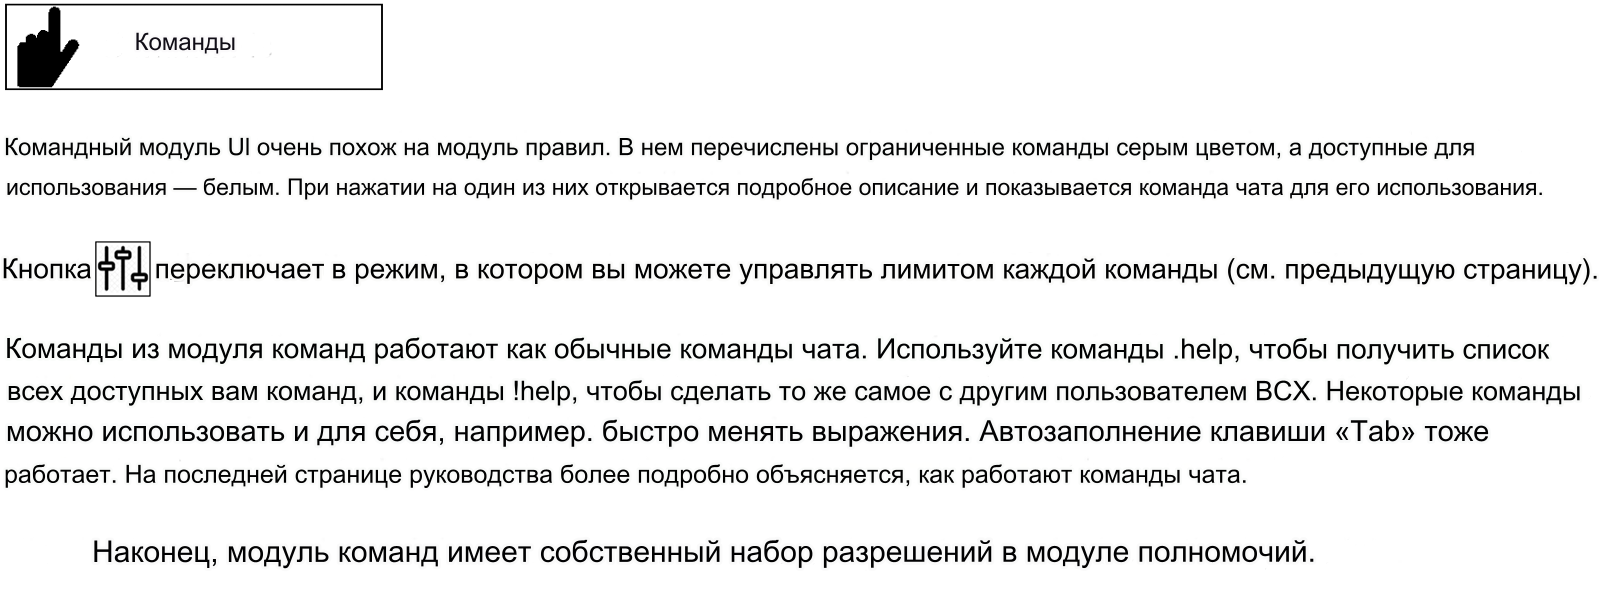 Команды
Командный модуль UI очень похож на модуль правил. В нем перечислены ограниченные команды серым цветом, а доступные для
использования — белым. При нажатии на один из них открывается подробное описание и показывается команда чата для его использования.
Кнопка переключает в режим, в котором вы можете управлять лимитом каждой команды (см. предыдущую страницу).
Команды из модуля команд работают как обычные команды чата. Используйте команды .help, чтобы получить список
всех доступных вам команд, и команды !help, чтобы сделать то же самое с другим пользователем BCX. Некоторые команды
можно использовать и для себя, например. быстро менять выражения. Автозаполнение клавиши «Tab» тоже
работает. На последней странице руководства более подробно объясняется, как работают команды чата.
Наконец, модуль команд имеет собственный набор разрешений в модуле полномочий.